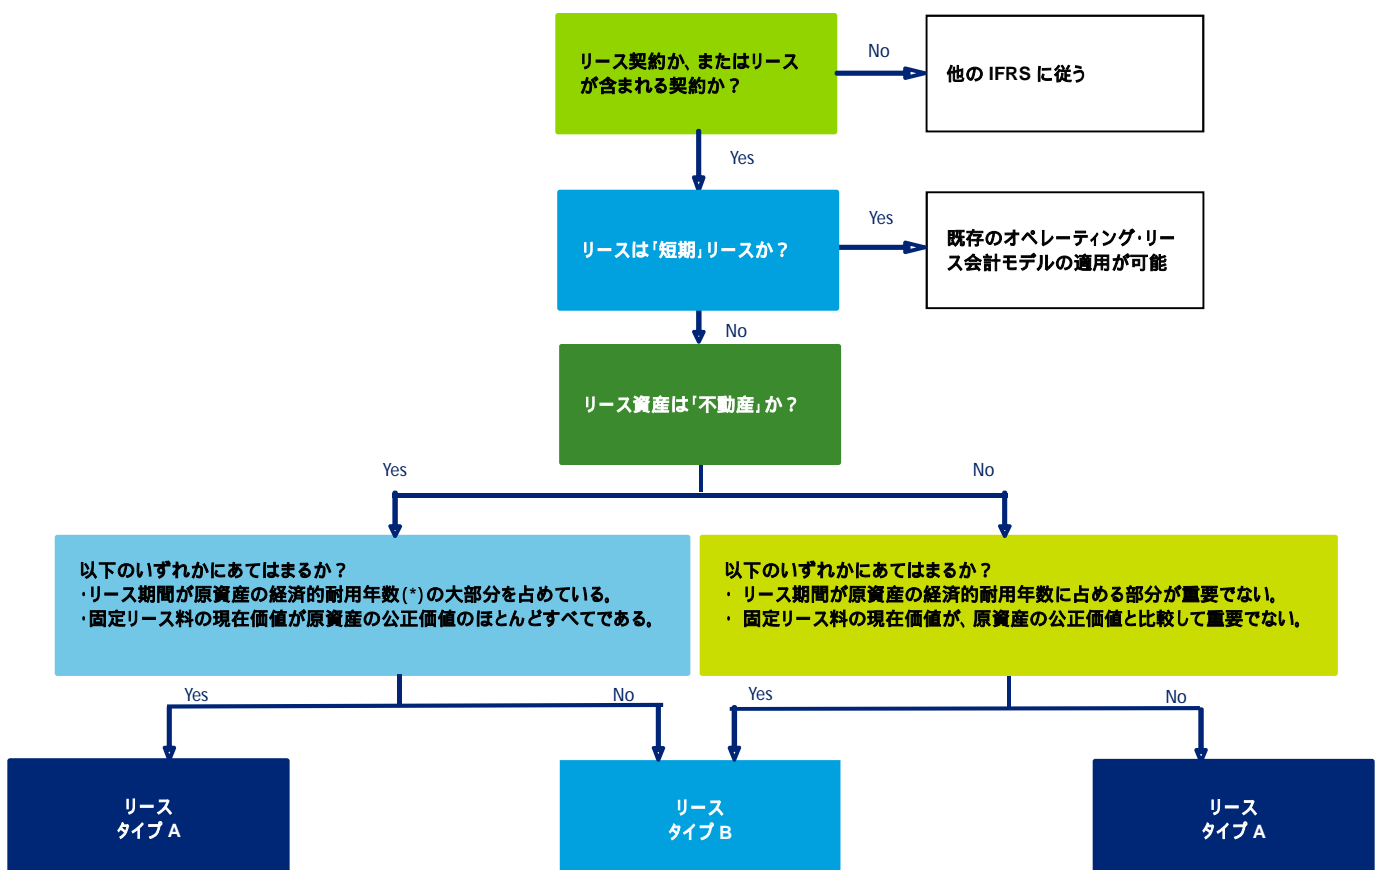 リース契約か、またはリース
が含まれる契約か?
No
他の IFRS に従う
Yes
リースは「短期」リースか?
Yes
既存のオペレーティング・リー
ス会計モデルの適用が可能
No
リース資産は「不動産」か?
Yes
No
以下のいずれかにあてはまるか?
・リース期間が原資産の経済的耐用年数(*)の大部分を占めている。
・固定リース料の現在価値が原資産の公正価値のほとんどすべてである。
以下のいずれかにあてはまるか?
・ リース期間が原資産の経済的耐用年数に占める部分が重要でない。
・ 固定リース料の現在価値が、原資産の公正価値と比較して重要でない。
Yes
No
Yes
No
リース
タイプ A
リース
タイプ B
リース
タイプ A